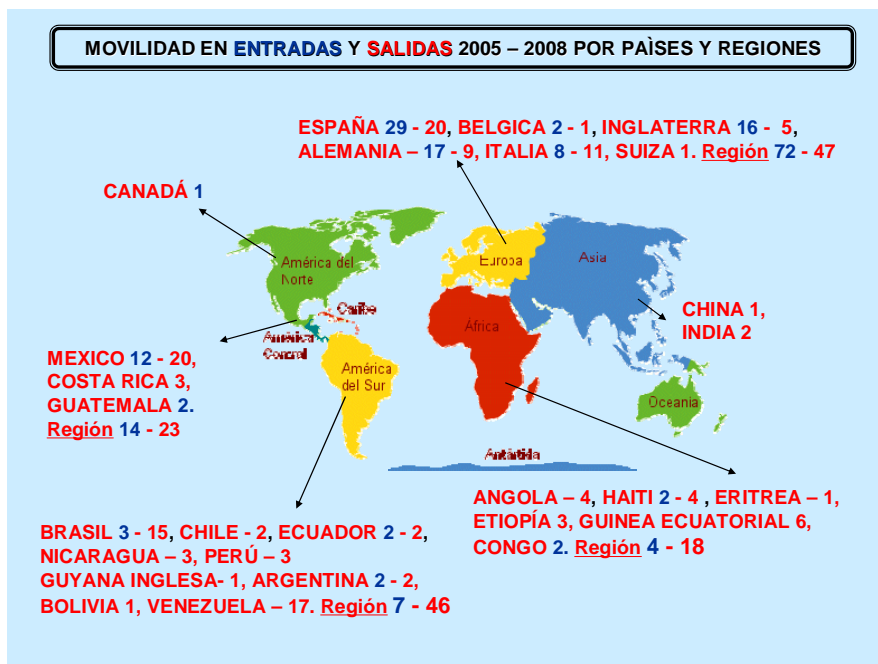 MOVILIDAD EN ENTRADAS Y SALIDAS 2005 – 2008 POR PAÌSES Y REGIONES
ESPAÑA 29 - 20, BELGICA 2 - 1, INGLATERRA 16 - 5,
ALEMANIA – 17 - 9, ITALIA 8 - 11, SUIZA 1. Región 72 - 47
CANADÁ 1
América del
Norte
Europa
Asia
Caribe
África
América
Central
CHINA 1,
INDIA 2
MEXICO 12 - 20,
COSTA RICA 3,
GUATEMALA 2.
Región 14 - 23
América
del Sur
Oceanía
Antártida
ANGOLA – 4, HAITI 2 - 4 , ERITREA – 1,
ETIOPÍA 3, GUINEA ECUATORIAL 6,
CONGO 2. Región 4 - 18
BRASIL 3 - 15, CHILE - 2, ECUADOR 2 - 2,
NICARAGUA – 3, PERÚ – 3
GUYANA INGLESA- 1, ARGENTINA 2 - 2,
BOLIVIA 1, VENEZUELA – 17. Región 7 - 46